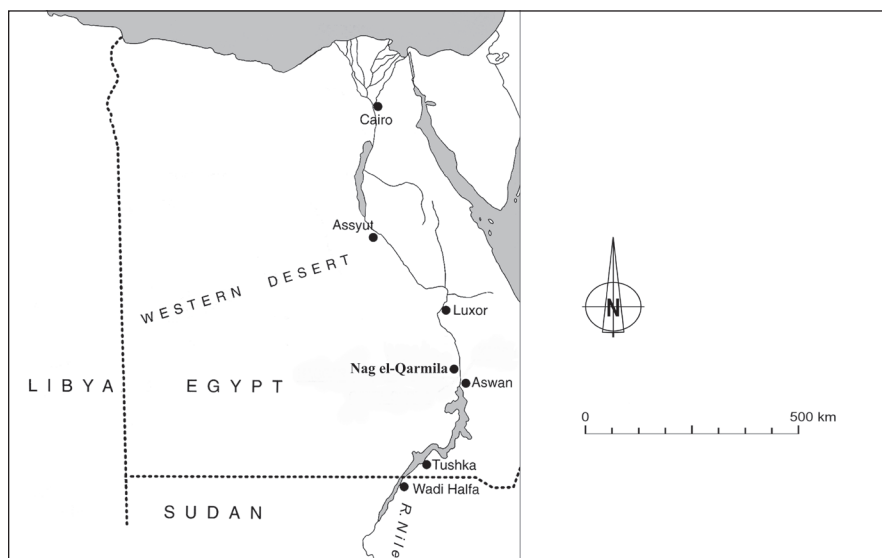 Cairo
Assyut
WESTERN DESERT
Luxor
N
Nag el-Qarmila
Aswan
LIBYA
EGYPT
0 500 km
Tushka
Wadi Halfa
SUDAN
R. Nile